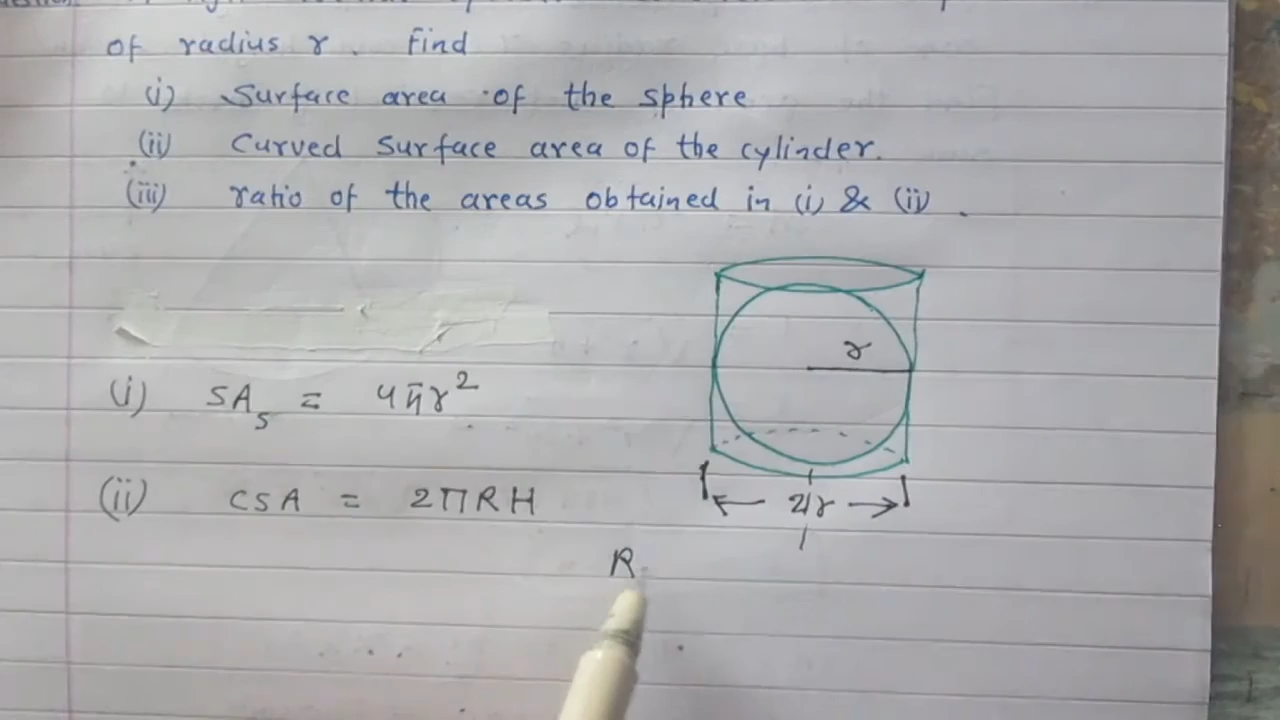 of radius r. Find
(i) Surface area of the sphere
(ii) Curved surface area of the cylinder.
(iii) ratio of the areas obtained in (i) & (ii).
r
(i) SAs = 4πr²
(ii) CSA = 2πRH
2r
R